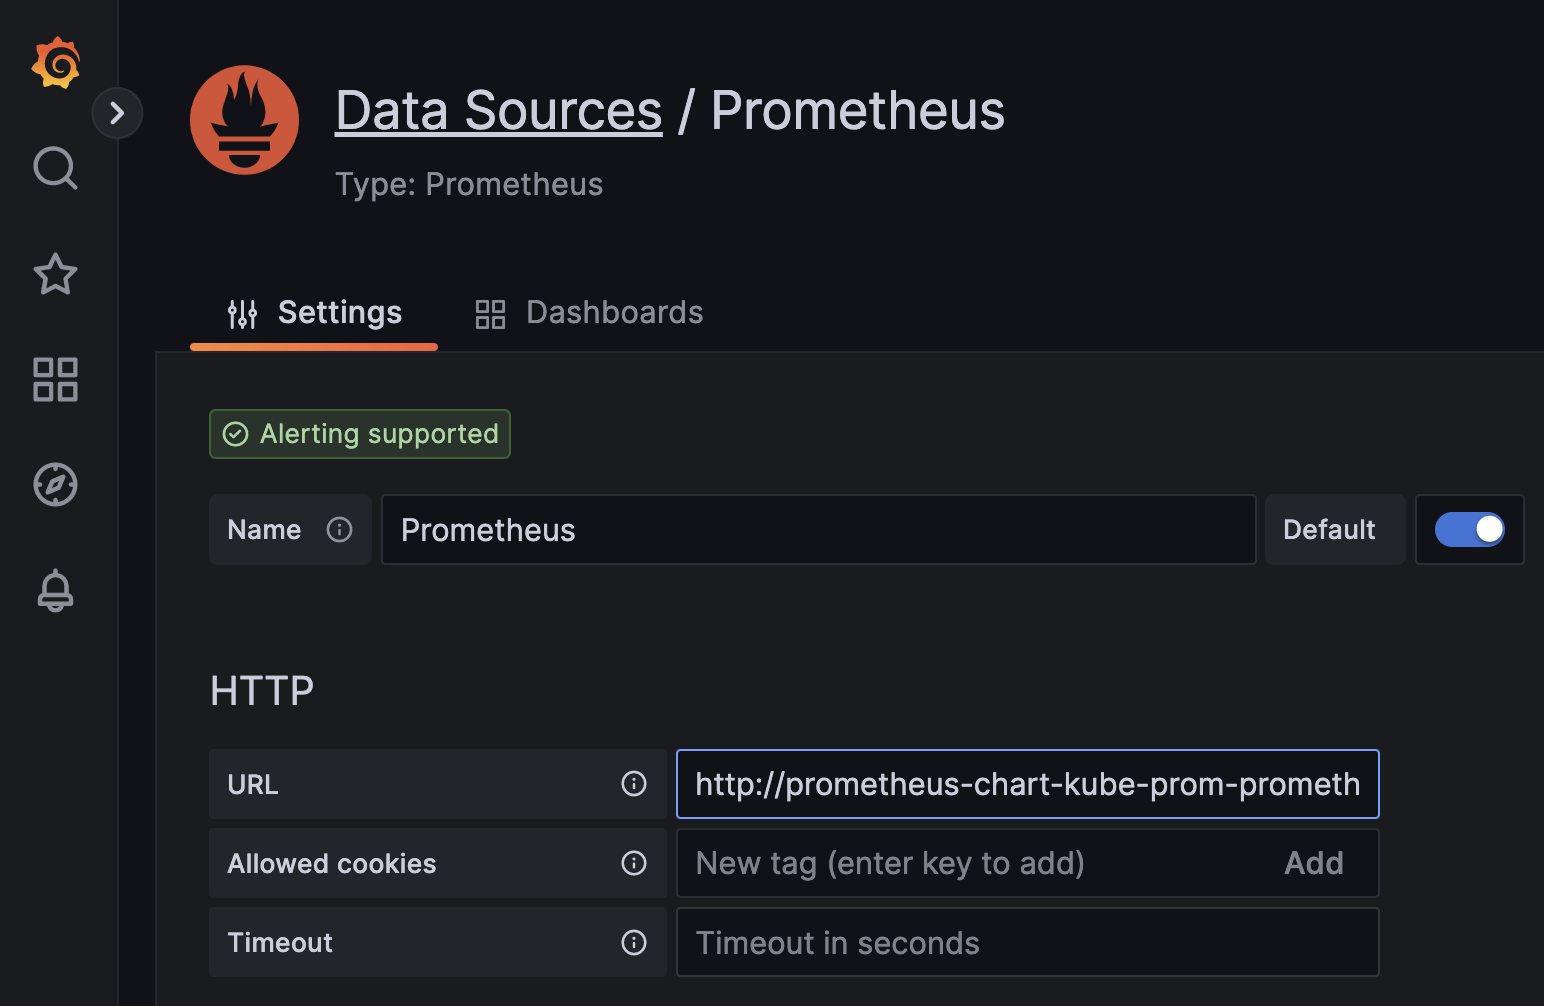 Data Sources / Prometheus
Type: Prometheus
Settings
Dashboards
Alerting supported
Name
Prometheus
Default
HTTP
URL
http://prometheus-chart-kube-prom-prometh
Allowed cookies
New tag (enter key to add)
Add
Timeout
Timeout in seconds